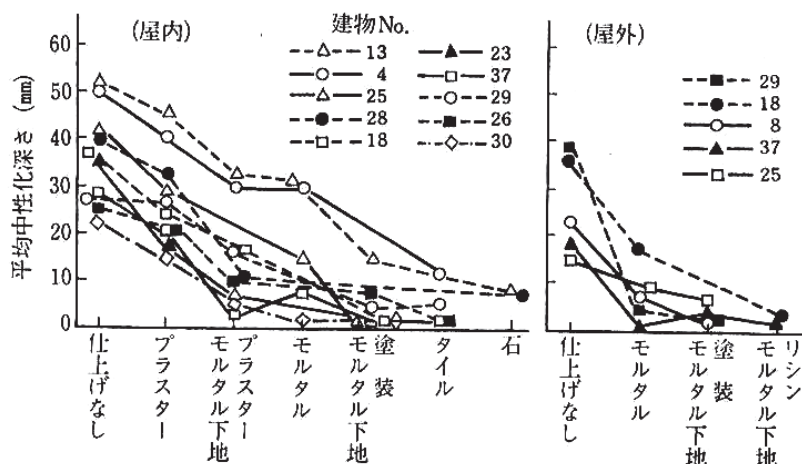 (屋内)
建物No.
13
4
25
28
18
23
37
29
26
30
平均中性化深さ (mm)
60
50
40
30
20
10
0
仕上げなし
プラスター
プラスター
モルタル下地
モルタル
塗装
モルタル下地
タイル
石
(屋外)
29
18
8
37
25
仕上げなし
モルタル
塗装
モルタル下地
リシン
モルタル下地